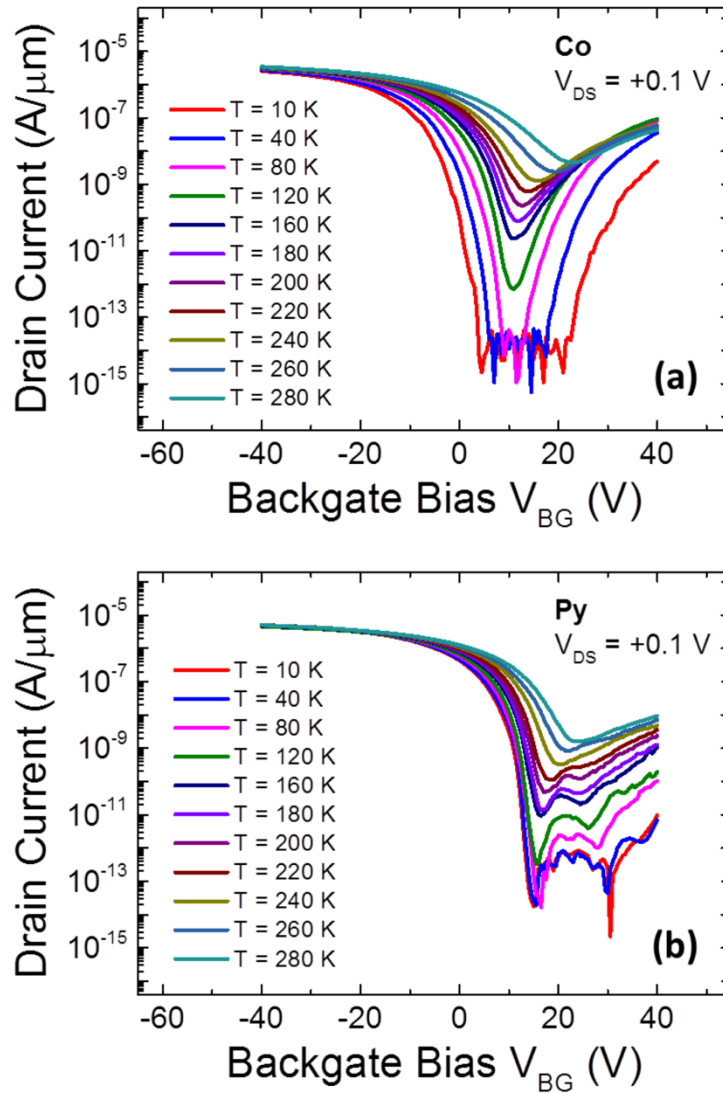 10⁻⁵
10⁻⁷
10⁻⁹
10⁻¹¹
10⁻¹³
10⁻¹⁵
Drain Current (A/μm)
Co
V_DS = +0.1 V
T = 10 K
T = 40 K
T = 80 K
T = 120 K
T = 160 K
T = 180 K
T = 200 K
T = 220 K
T = 240 K
T = 260 K
T = 280 K
(a)
-60 -40 -20 0 20 40
Backgate Bias V_BG (V)
10⁻⁵
10⁻⁷
10⁻⁹
10⁻¹¹
10⁻¹³
10⁻¹⁵
Drain Current (A/μm)
Py
V_DS = +0.1 V
T = 10 K
T = 40 K
T = 80 K
T = 120 K
T = 160 K
T = 180 K
T = 200 K
T = 220 K
T = 240 K
T = 260 K
T = 280 K
(b)
-60 -40 -20 0 20 40
Backgate Bias V_BG (V)